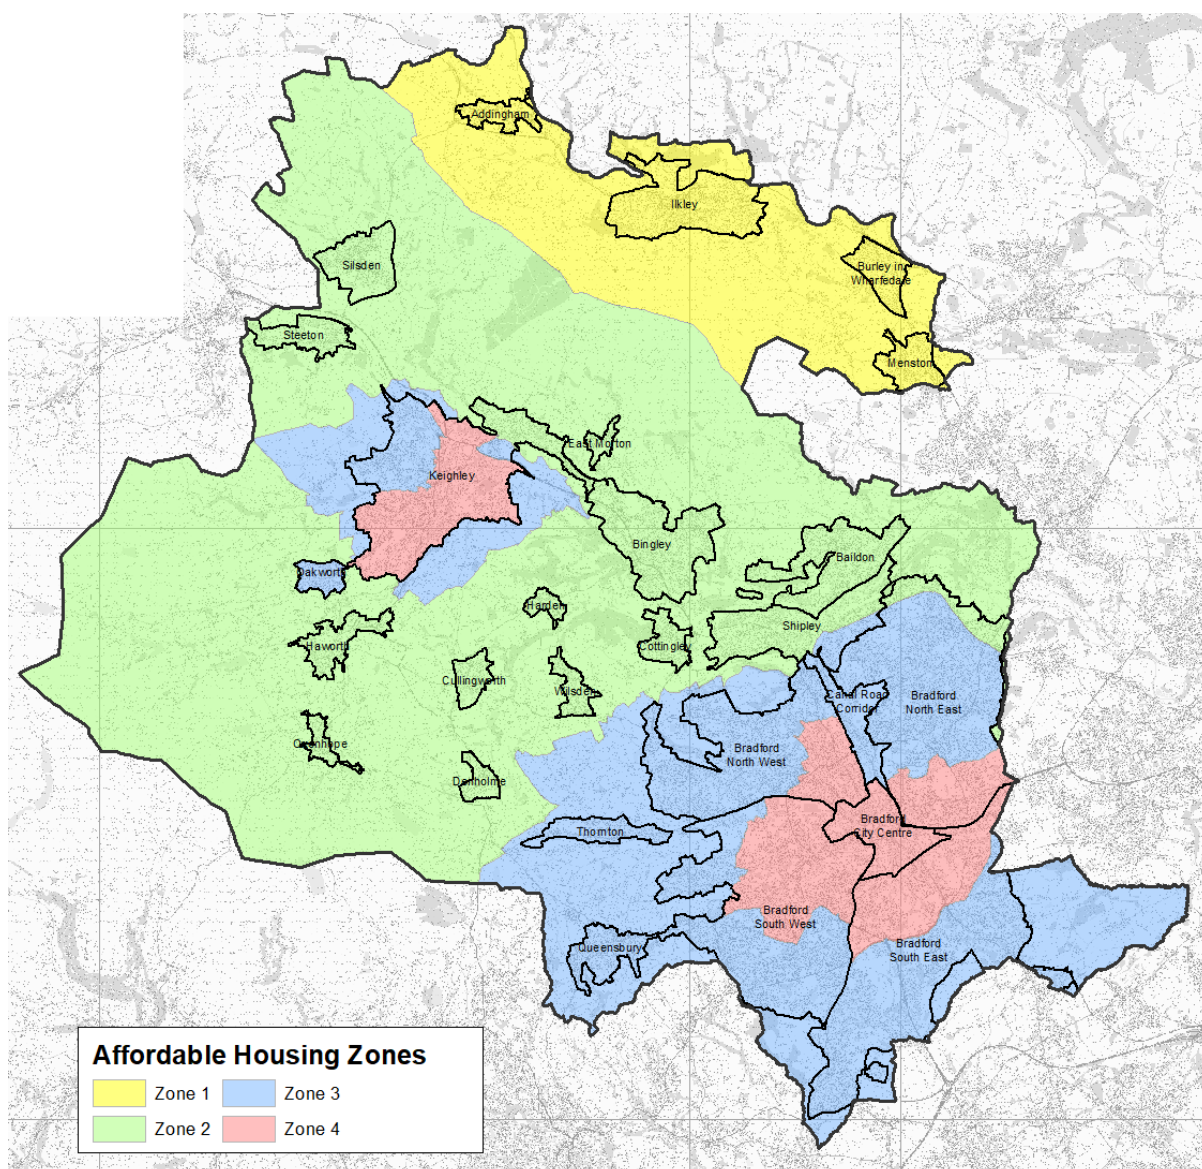 Addingham
Ilkley
Silsden
Burley in
Wharfedale
Steeton
Menston
East Morton
Keighley
Bingley
Baildon
Oakworth
Harden
Shipley
Haworth
Cottingley
Cullingworth
Wilsden
Canal Road
Corridor
Bradford
North East
Oxenhope
Bradford
North West
Denholme
Thornton
Bradford
City Centre
Bradford
South West
Queensbury
Bradford
South East
Affordable Housing Zones
Zone 1
Zone 3
Zone 2
Zone 4